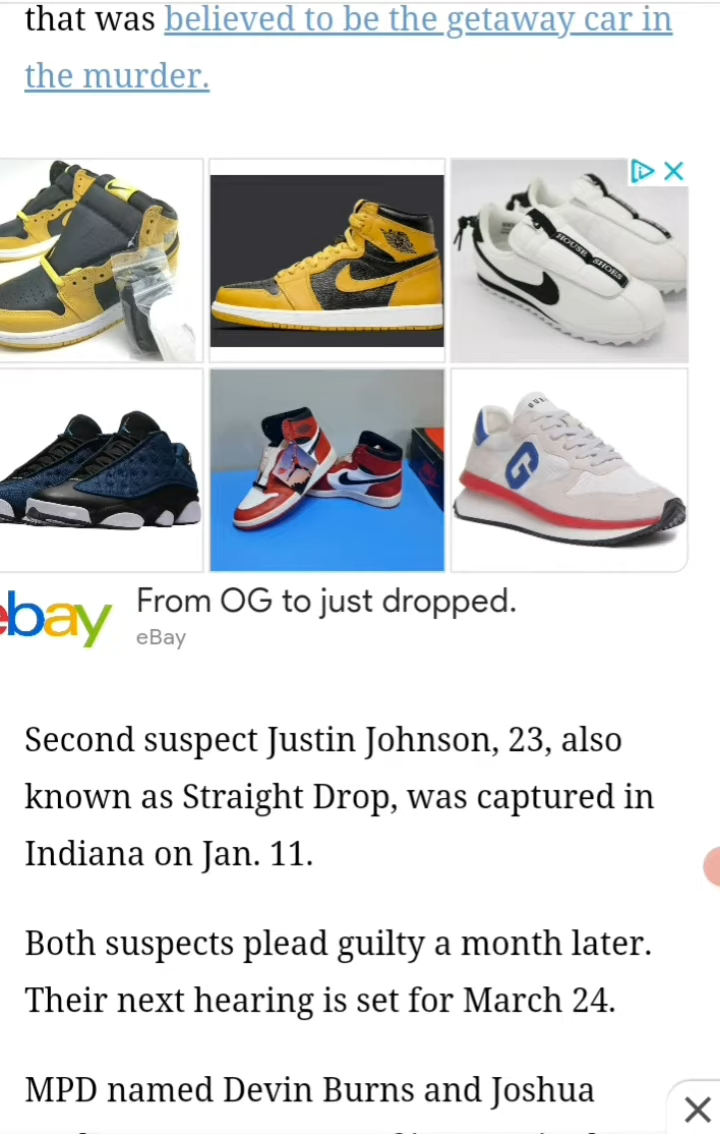 that was believed to be the getaway car in
the murder.
HOUSE SHOES
G
ebay
From OG to just dropped.
eBay
Second suspect Justin Johnson, 23, also
known as Straight Drop, was captured in
Indiana on Jan. 11.
Both suspects plead guilty a month later.
Their next hearing is set for March 24.
MPD named Devin Burns and Joshua